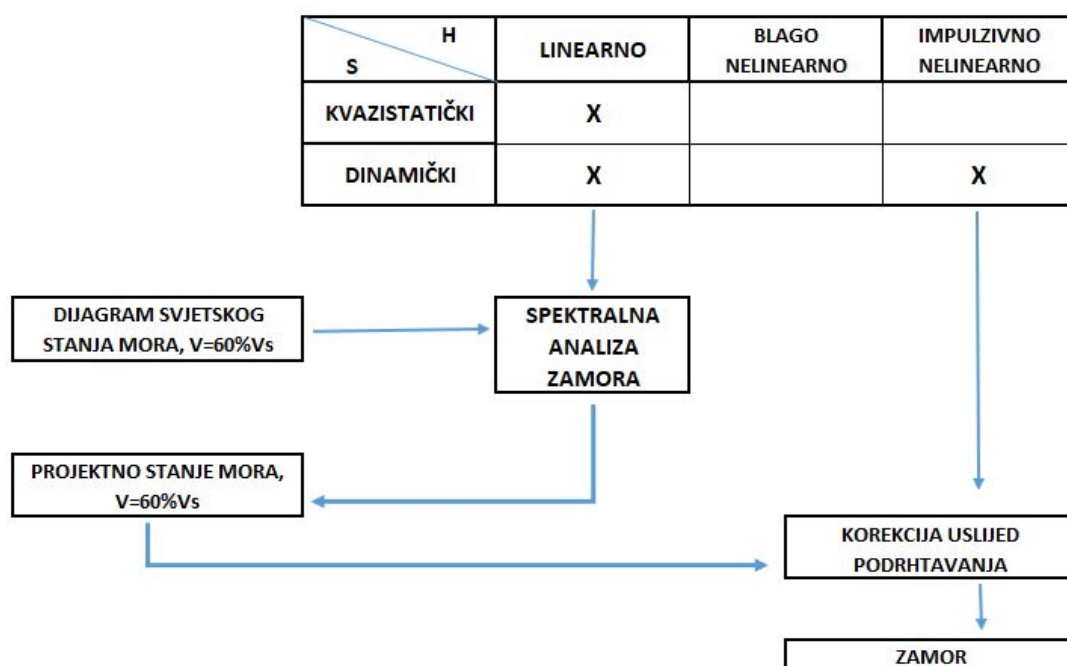 H
S
LINEARNO
BLAGO
NELINEARNO
IMPULZIVNO
NELINEARNO
KVAZISTATIČKI
X
DINAMIČKI
X
X
DIJAGRAM SVJETSKOG
STANJA MORA, V=60%Vs
SPEKTRALNA
ANALIZA
ZAMORA
PROJEKTNO STANJE MORA,
V=60%Vs
KOREKCIJA USLIJED
PODRHTAVANJA
ZAMOR